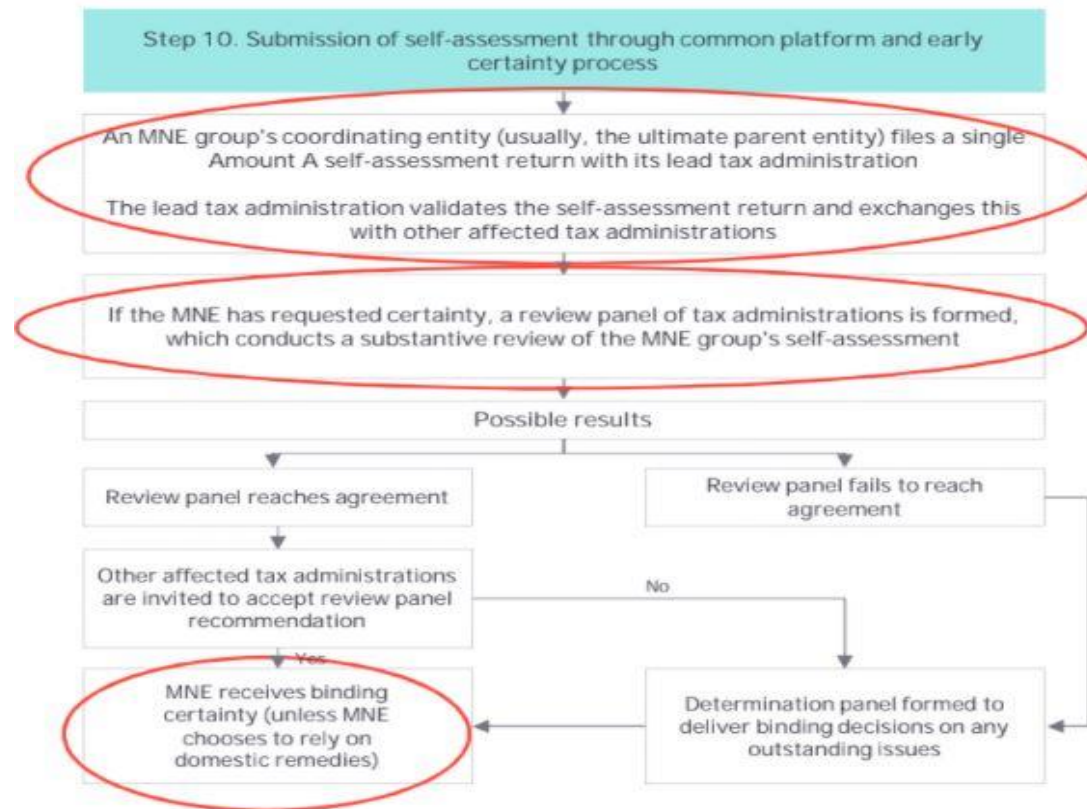 Step 10. Submission of self-assessment through common platform and early
certainty process
An MNE group's coordinating entity (usually, the ultimate parent entity) files a single
Amount A self-assessment return with its lead tax administration
The lead tax administration validates the self-assessment return and exchanges this
with other affected tax administrations
If the MNE has requested certainty, a review panel of tax administrations is formed,
which conducts a substantive review of the MNE group's self-assessment
Possible results
Review panel reaches agreement
Review panel fails to reach
agreement
Other affected tax administrations
are invited to accept review panel
recommendation
No
Yes
MNE receives binding
certainty (unless MNE
chooses to rely on
domestic remedies)
Determination panel formed to
deliver binding decisions on any
outstanding issues